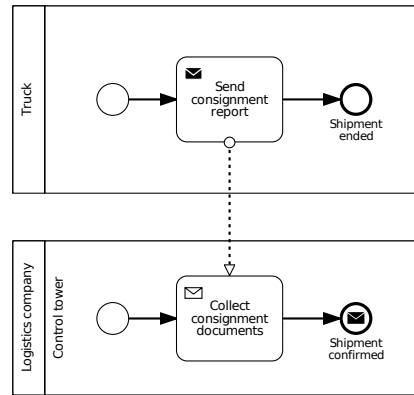 Truck
Send
consignment
report
Shipment
ended
Logistics company
Control tower
Collect
consignment
documents
Shipment
confirmed